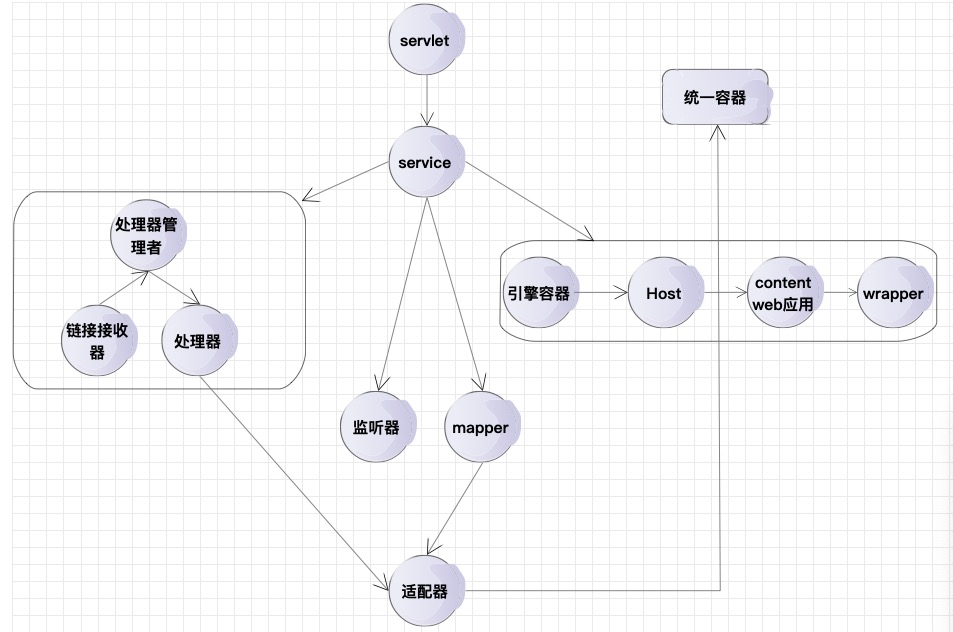 servlet
统一容器
service
处理器管
理者
引擎容器
Host
content
web应用
wrapper
链接接收
器
处理器
监听器
mapper
适配器